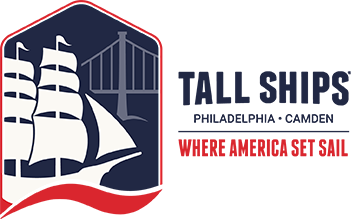 TALL SHIPS®
PHILADELPHIA • CAMDEN
WHERE AMERICA SET SAIL